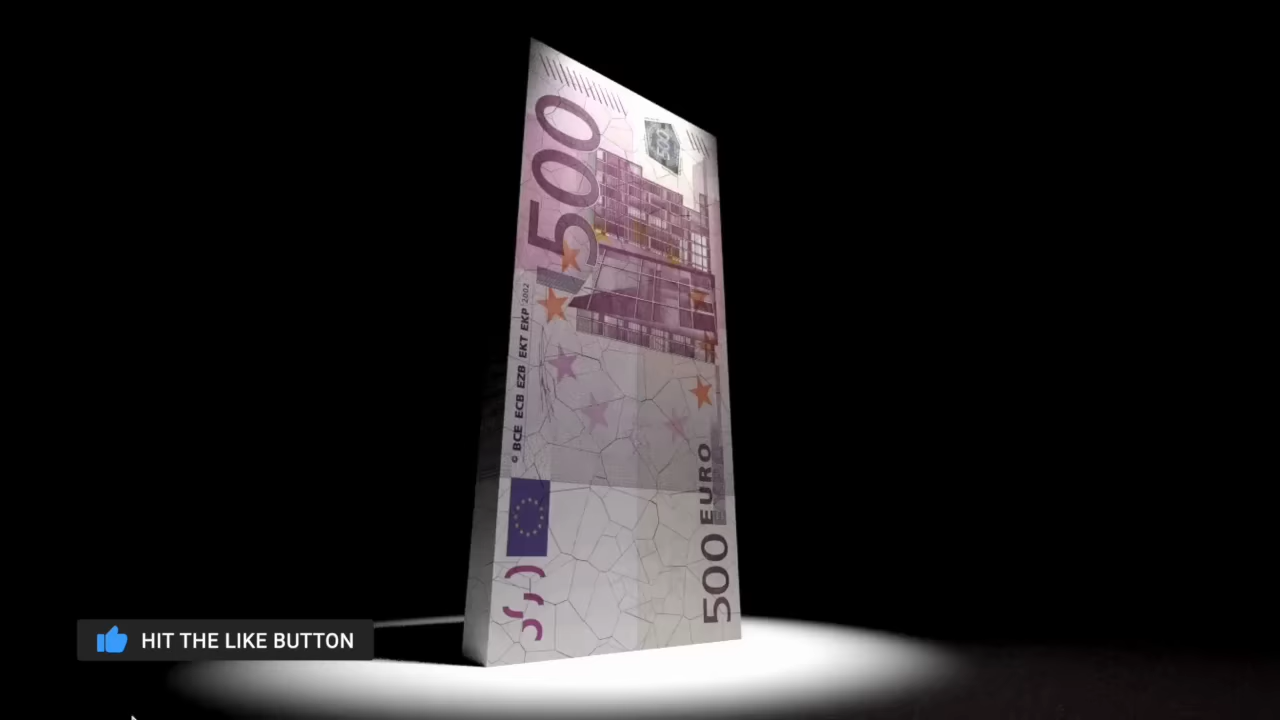 500
© BCE ECB EZB EKT EKP 2002
500 EURO
HIT THE LIKE BUTTON